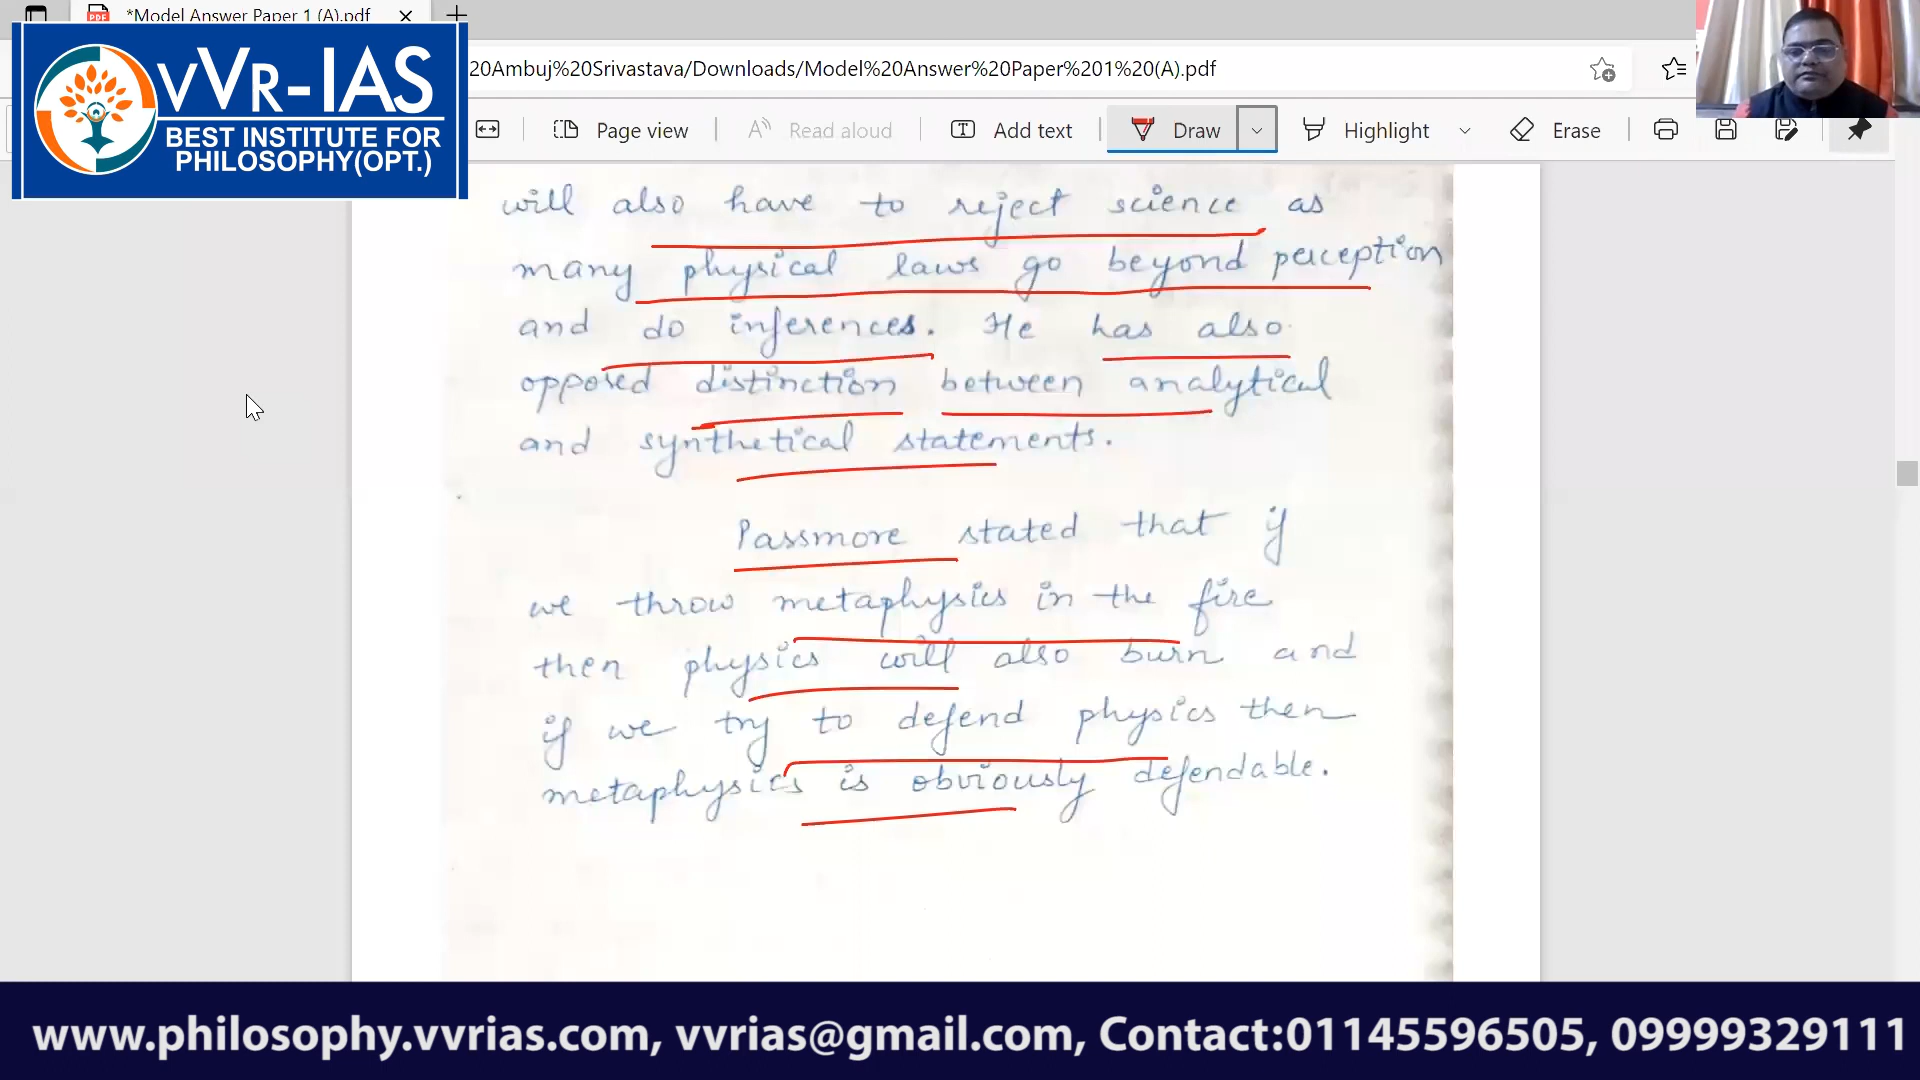 *Model Answer Paper 1 (A).pdf
vVR-IAS
BEST INSTITUTE FOR
PHILOSOPHY(OPT.)
20Ambuj%20Srivastava/Downloads/Model%20Answer%20Paper%201%20(A).pdf
Page view
Read aloud
Add text
Draw
Highlight
Erase
will also have to reject science as
many physical laws go beyond perception
and do inferences. He has also
opposed distinction between analytical
and synthetical statements.
Passmore stated that if
we throw metaphysics in the fire
then physics will also burn and
if we try to defend physics then
metaphysics is obviously defendable.
www.philosophy.vvrias.com, vvrias@gmail.com, Contact:01145596505, 09999329111